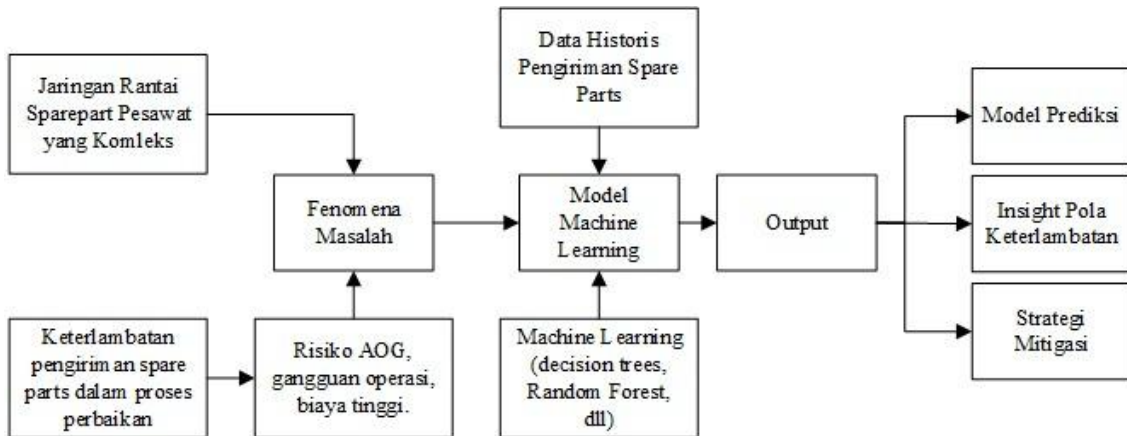 Jaringan Rantai
Sparepart Pesawat
yang Komleks
Data Historis
Pengiriman Spare
Parts
Fenomena
Masalah
Model
Machine
Learning
Output
Model Prediksi
Insight Pola
Keterlambatan
Strategi
Mitigasi
Keterlambatan
pengiriman spare
parts dalam proses
perbaikan
Risiko AOG,
gangguan operasi,
biaya tinggi.
Machine Learning
(decision trees,
Random Forest,
dll)